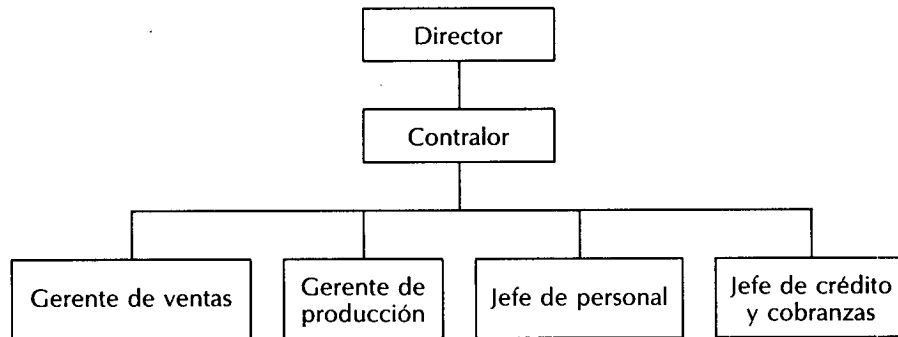 Director
Contralor
Gerente de ventas
Gerente de
producción
Jefe de personal
Jefe de crédito
y cobranzas